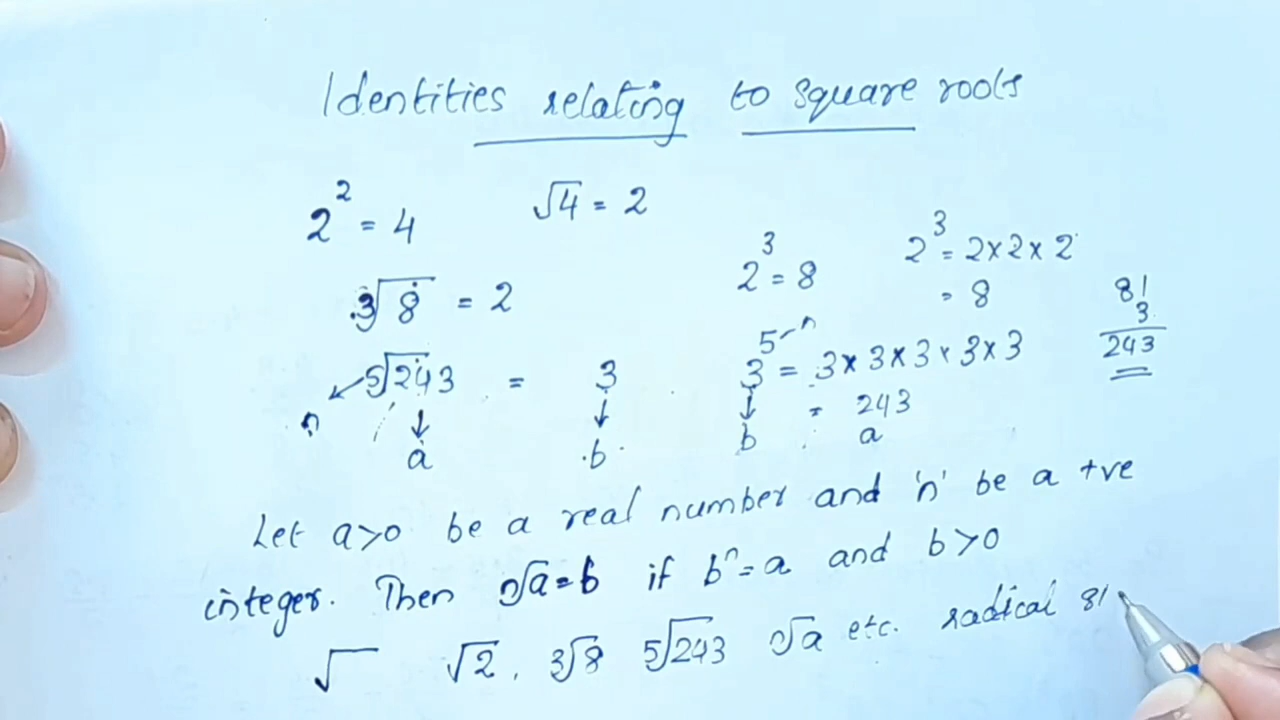 Identities relating to square roots
2² = 4 √4 = 2
2³ = 8 2³ = 2×2×2
= 8
³√8 = 2
81
3
243
⁵√243 = 3 3⁵ = 3×3×3×3×3
n n
= 243
a b b a
Let a>0 be a real number and 'n' be a +ve
integer. Then ⁿ√a = b if bⁿ = a and b>0
√ √2, ³√8 ⁵√243 ⁿ√a etc. radical